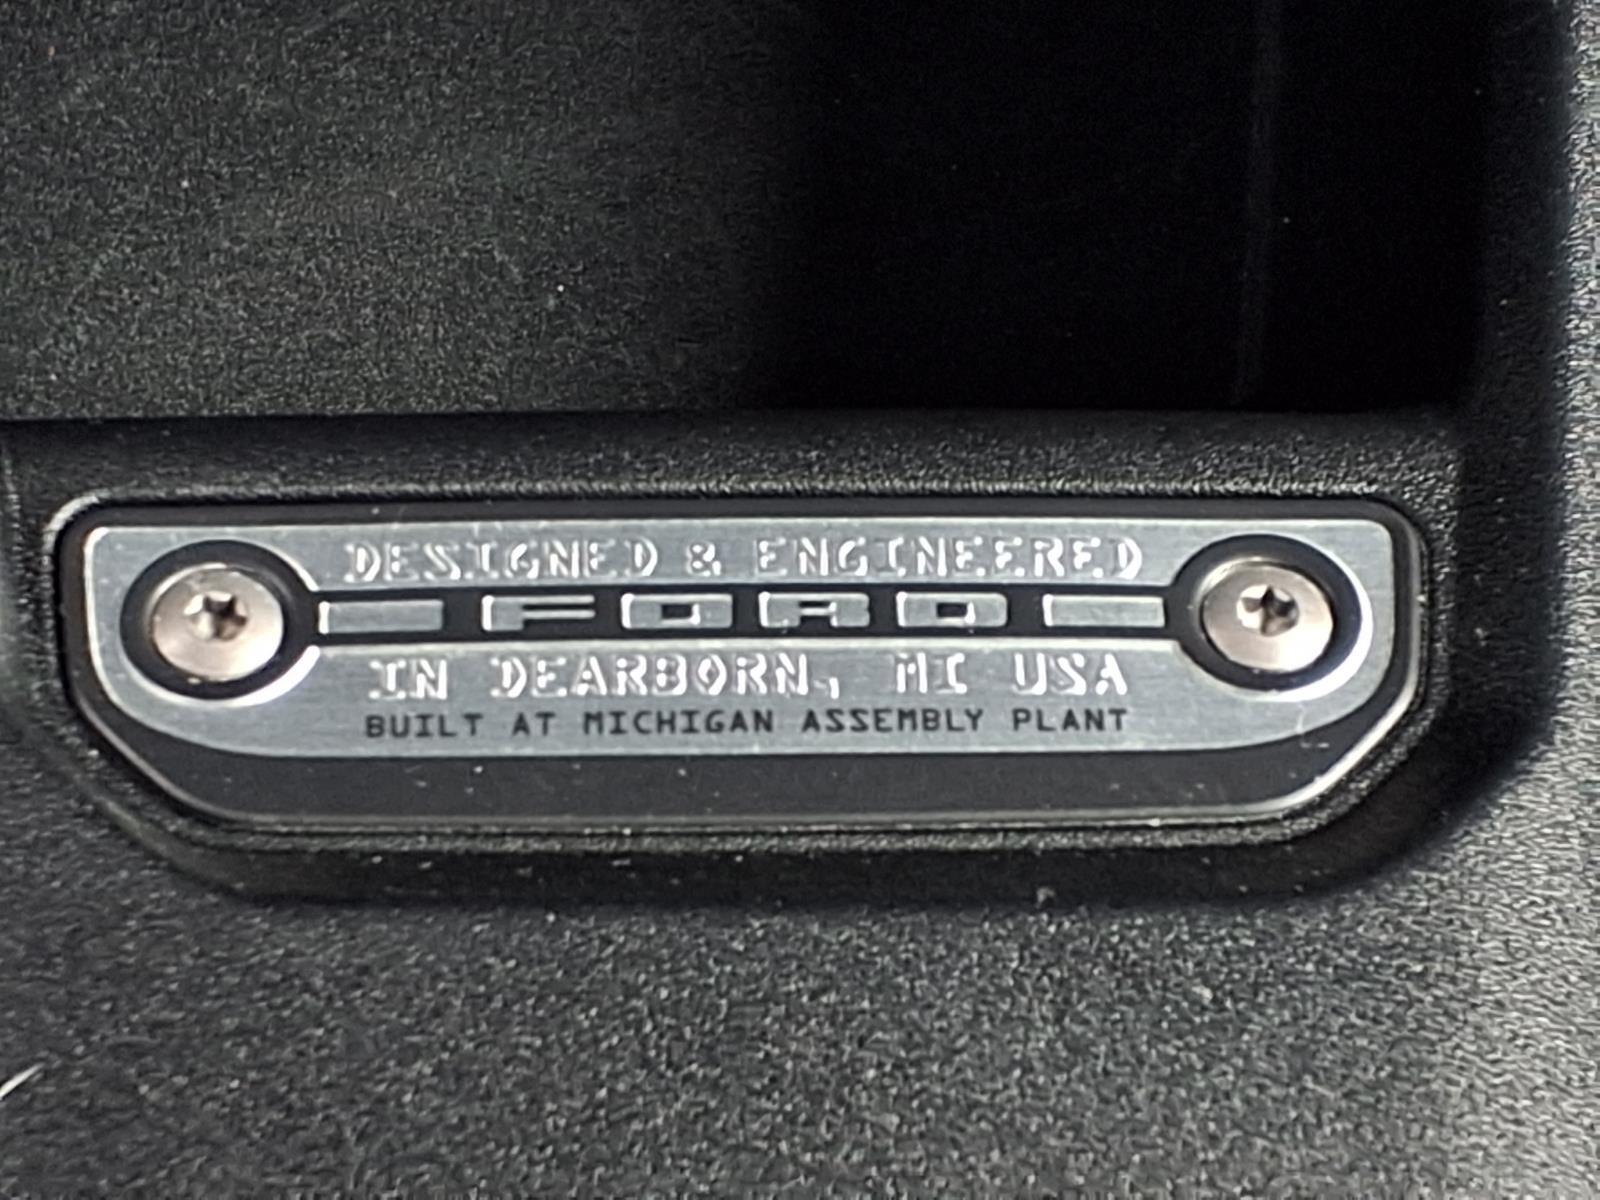 DESIGNED & ENGINEERED
FORD
IN DEARBORN, MI USA
BUILT AT MICHIGAN ASSEMBLY PLANT